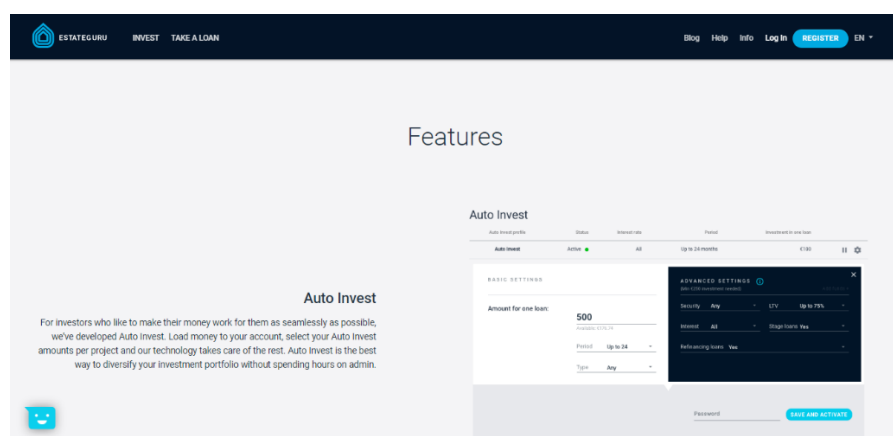 ESTATEGURU INVEST TAKE A LOAN Blog Help Info Log In REGISTER EN
Features
Auto Invest
For investors who like to make their money work for them as seamlessly as possible,
we've developed Auto Invest. Load money to your account, select your Auto Invest
amounts per project and our technology takes care of the rest. Auto Invest is the best
way to diversify your investment portfolio without spending hours on admin.
Auto Invest
Auto Invest profile Status Interest rate Period Investment in one loan
Auto Invest Active All Up to 24 months €100
BASIC SETTINGS
Amount for one loan:
500
Available:
Period Up to 24
Type Any
ADVANCED SETTINGS
(Min €250 investment needed)
Security Any LTV Up to 75%
Interest All Stage loans Yes
Refinancing loans Yes
Password SAVE AND ACTIVATE